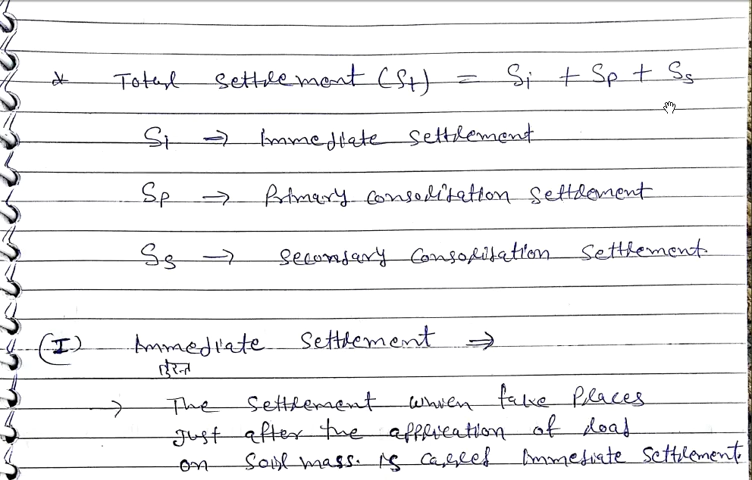 * Total settlement (St) = Si + Sp + Ss
Si → Immediate settlement
Sp → Primary consolidation settlement
Ss → secondary consolidation settlement
(I) Immediate settlement ⇒
तुरन्त
→ The settlement when take places
Just after the application of load
on soil mass. is called Immediate settlement.